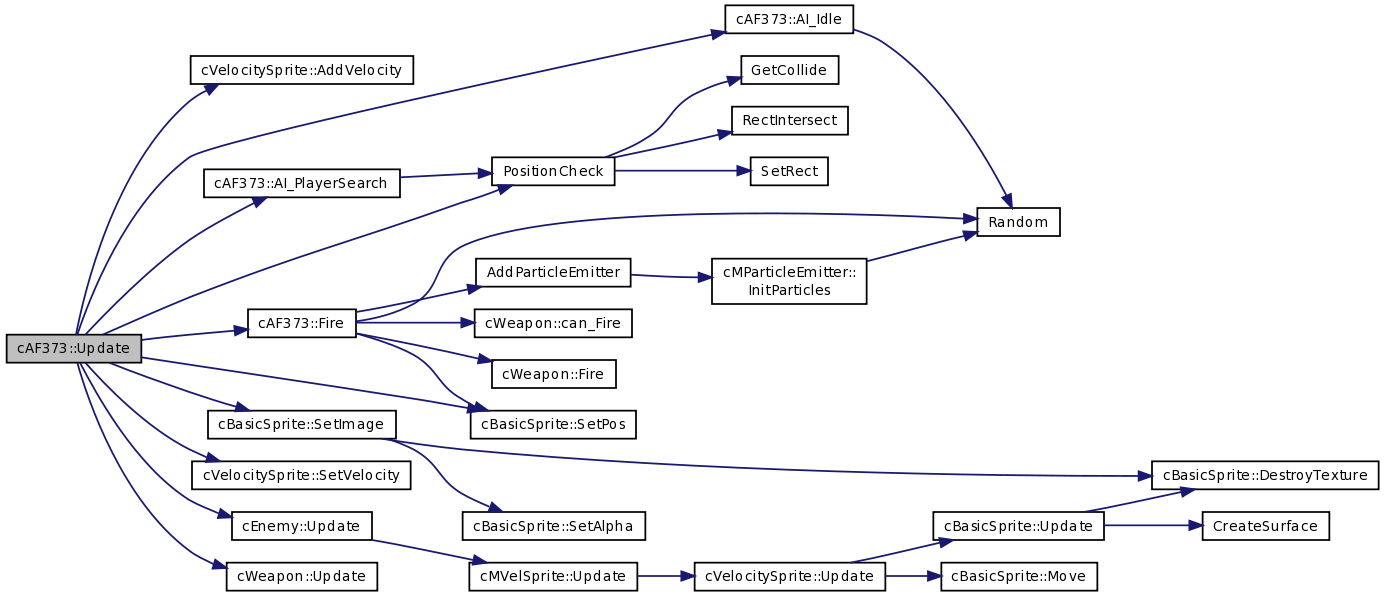 cAF373::AI_Idle
cVelocitySprite::AddVelocity
GetCollide
RectIntersect
PositionCheck
SetRect
cAF373::AI_PlayerSearch
Random
AddParticleEmitter
cMParticleEmitter::
InitParticles
cAF373::Fire
cWeapon::can_Fire
cAF373::Update
cWeapon::Fire
cBasicSprite::SetImage
cBasicSprite::SetPos
cVelocitySprite::SetVelocity
cBasicSprite::DestroyTexture
cEnemy::Update
cBasicSprite::SetAlpha
cBasicSprite::Update
CreateSurface
cWeapon::Update
cMVelSprite::Update
cVelocitySprite::Update
cBasicSprite::Move